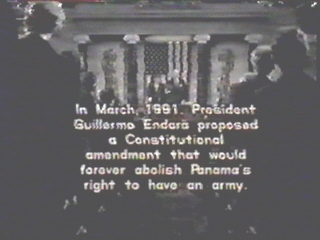 In March, 1991, President
Guillermo Endara proposed
a Constitutional
amendment that would
forever abolish Panama's
right to have an army.